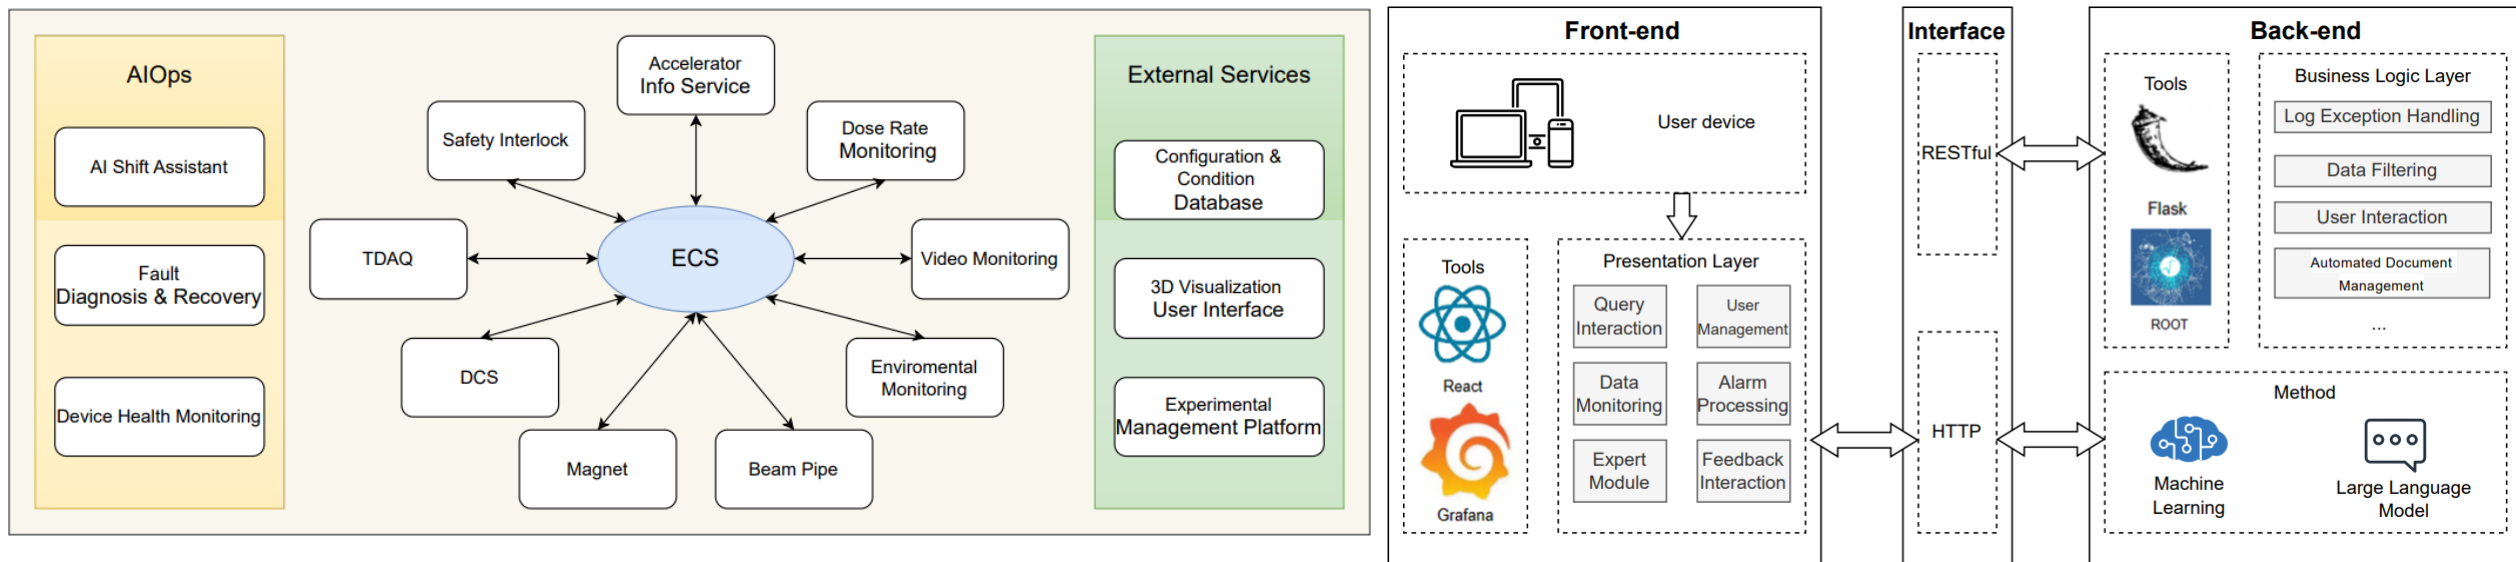 AIOps
AI Shift Assistant
Fault
Diagnosis & Recovery
Device Health Monitoring
Accelerator
Info Service
Safety Interlock
Dose Rate
Monitoring
TDAQ
ECS
Video Monitoring
DCS
Enviromental
Monitoring
Magnet
Beam Pipe
External Services
Configuration &
Condition
Database
3D Visualization
User Interface
Experimental
Management Platform
Front-end
User device
Tools
React
Grafana
Presentation Layer
Query
Interaction
User
Management
Data
Monitoring
Alarm
Processing
Expert
Module
Feedback
Interaction
Interface
RESTful
HTTP
Back-end
Tools
Flask
ROOT
Business Logic Layer
Log Exception Handling
Data Filtering
User Interaction
Automated Document
Management
...
Method
Machine
Learning
Large Language
Model